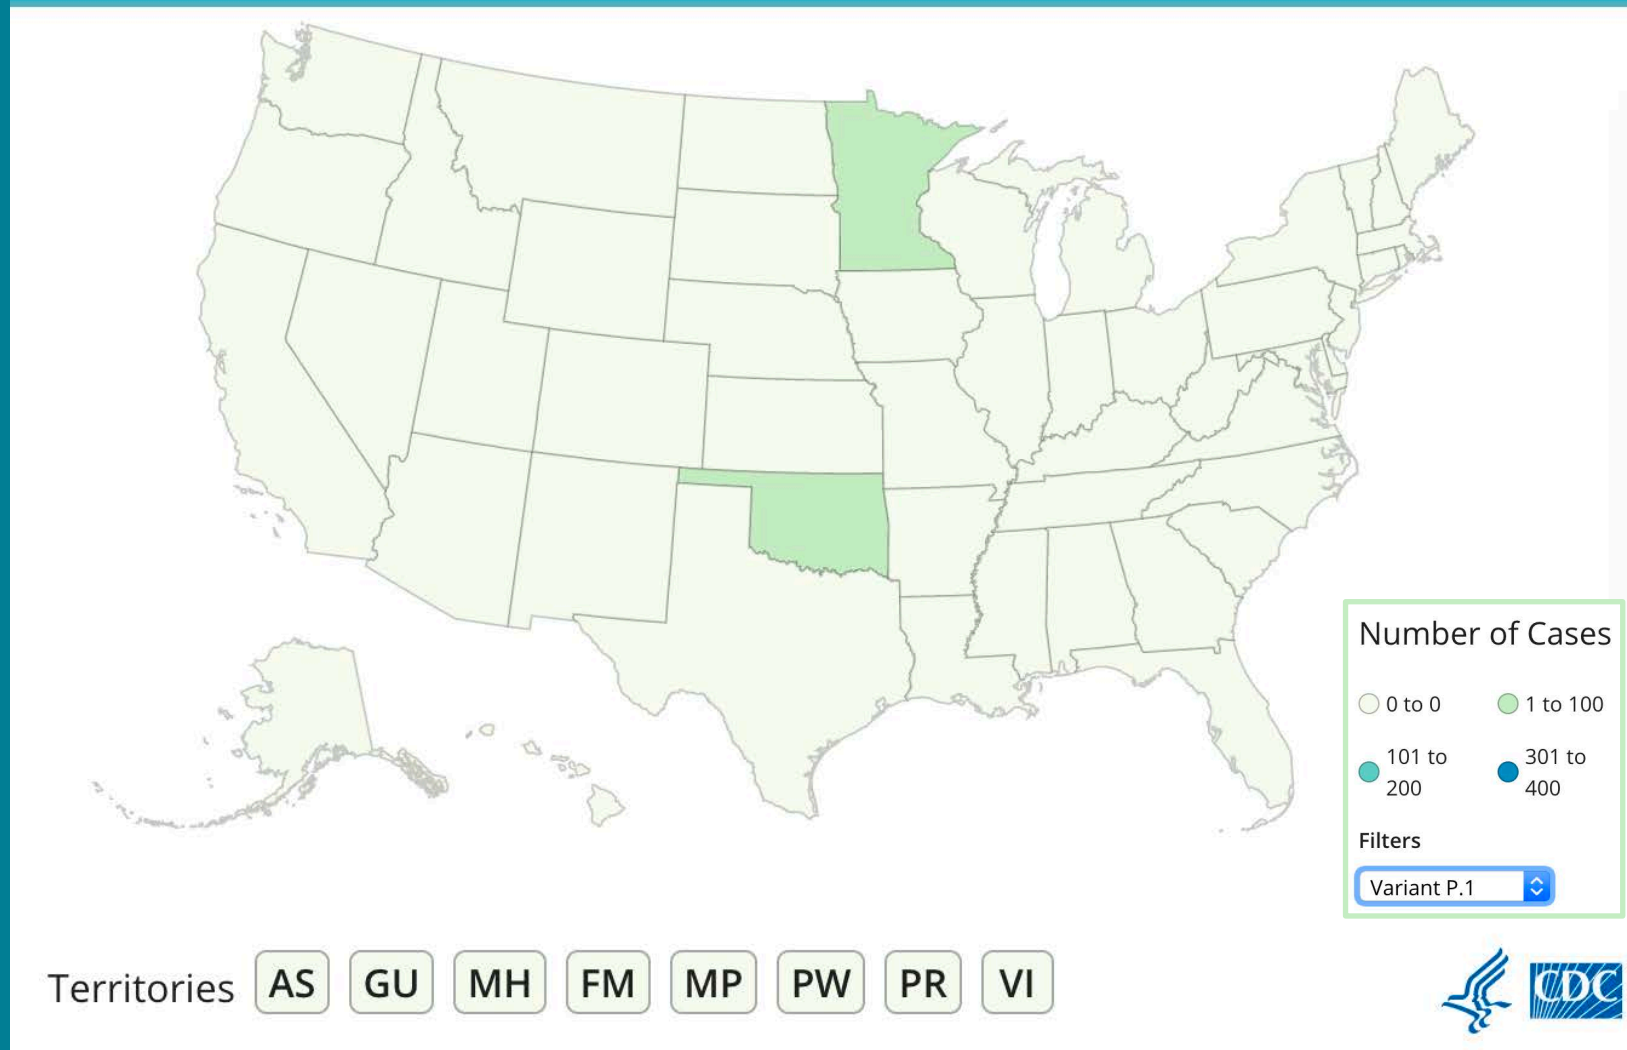 Number of Cases
0 to 0
1 to 100
101 to
200
301 to
400
Filters
Variant P.1
Territories AS GU MH FM MP PW PR VI
CDC